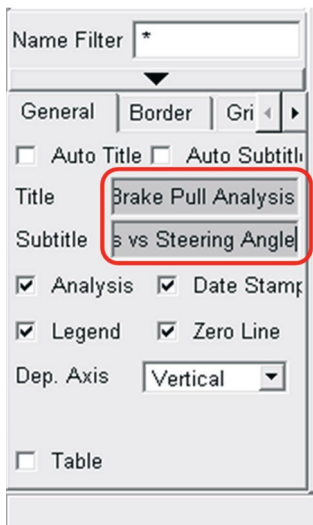 Name Filter *
General Border Gri
Auto Title Auto Subtitl
Title Brake Pull Analysis
Subtitle s vs Steering Angle
Analysis Date Stamp
Legend Zero Line
Dep. Axis Vertical
Table